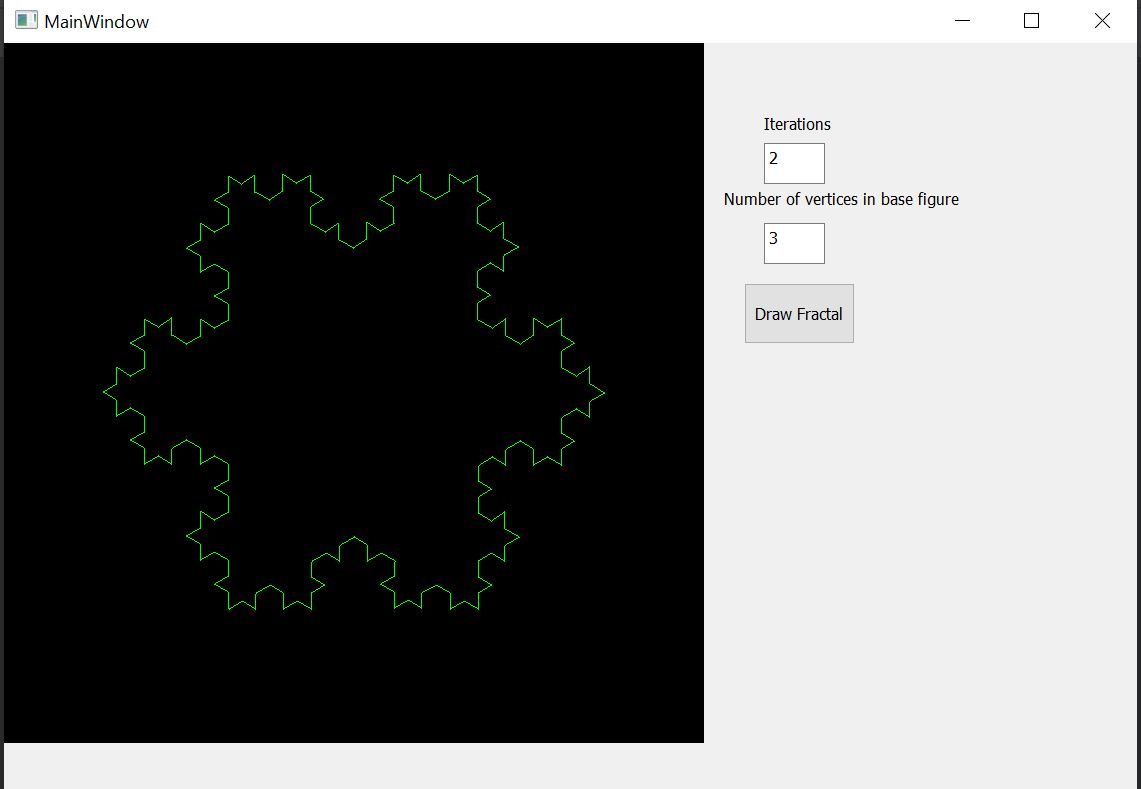 MainWindow
Iterations
2
Number of vertices in base figure
3
Draw Fractal